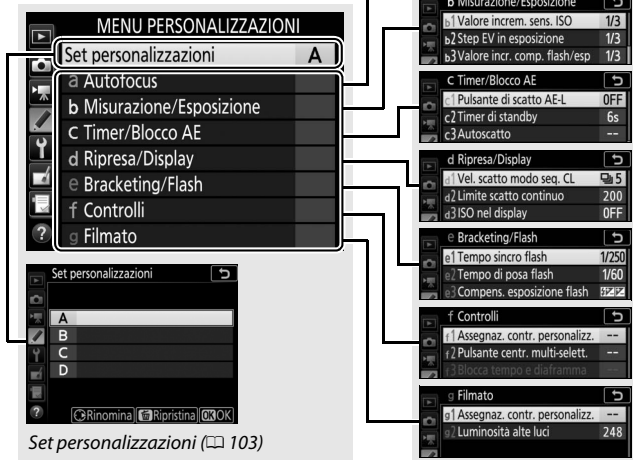 MENU PERSONALIZZAZIONI
Set personalizzazioni A
a Autofocus
b Misurazione/Esposizione
c Timer/Blocco AE
d Ripresa/Display
e Bracketing/Flash
f Controlli
g Filmato
Set personalizzazioni
A
B
C
D
Rinomina Ripristina OK OK
Set personalizzazioni (103)
b Misurazione/Esposizione
b1 Valore increm. sens. ISO 1/3
b2 Step EV in esposizione 1/3
b3 Valore incr. comp. flash/esp 1/3
c Timer/Blocco AE
c1 Pulsante di scatto AE-L OFF
c2 Timer di standby 6s
c3 Autoscatto --
d Ripresa/Display
d1 Vel. scatto modo seq. CL 5
d2 Limite scatto continuo 200
d3 ISO nel display OFF
e Bracketing/Flash
e1 Tempo sincro flash 1/250
e2 Tempo di posa flash 1/60
e3 Compens. esposizione flash
f Controlli
f1 Assegnaz. contr. personalizz. --
f2 Pulsante centr. multi-selett. --
f3 Blocca tempo e diaframma --
g Filmato
g1 Assegnaz. contr. personalizz. --
g2 Luminosità alte luci 248